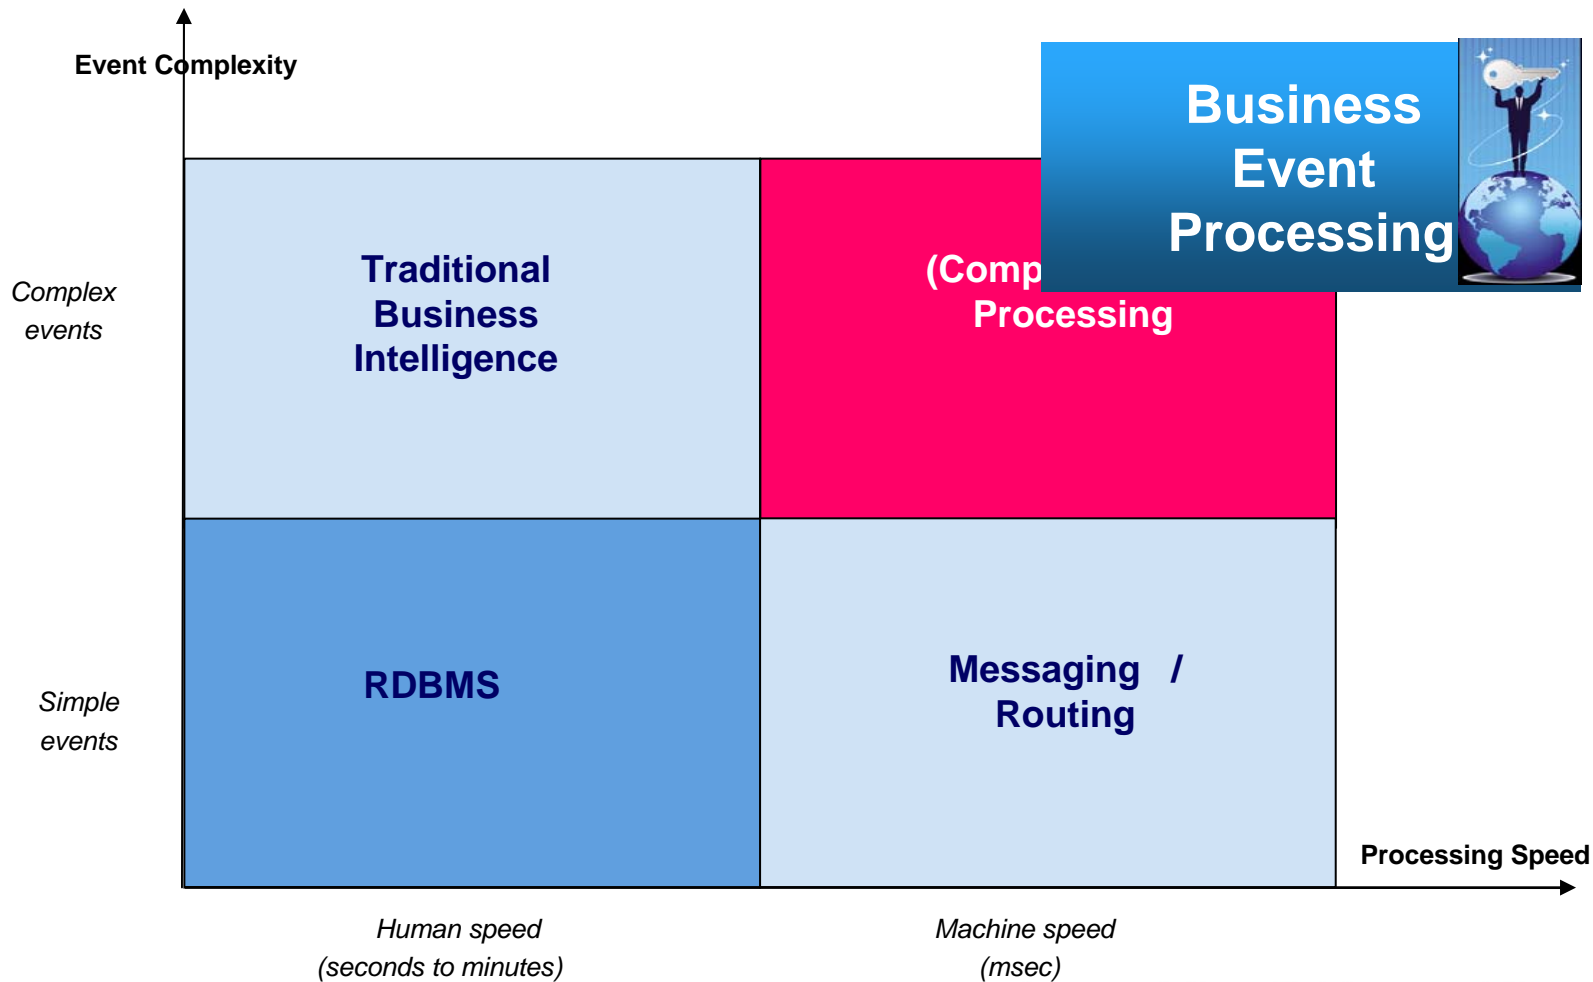 Event Complexity
Business
Event
Processing
Traditional
Business
Intelligence
(Comp
Processing
Complex
events
RDBMS
Messaging /
Routing
Simple
events
Processing Speed
Human speed
(seconds to minutes)
Machine speed
(msec)